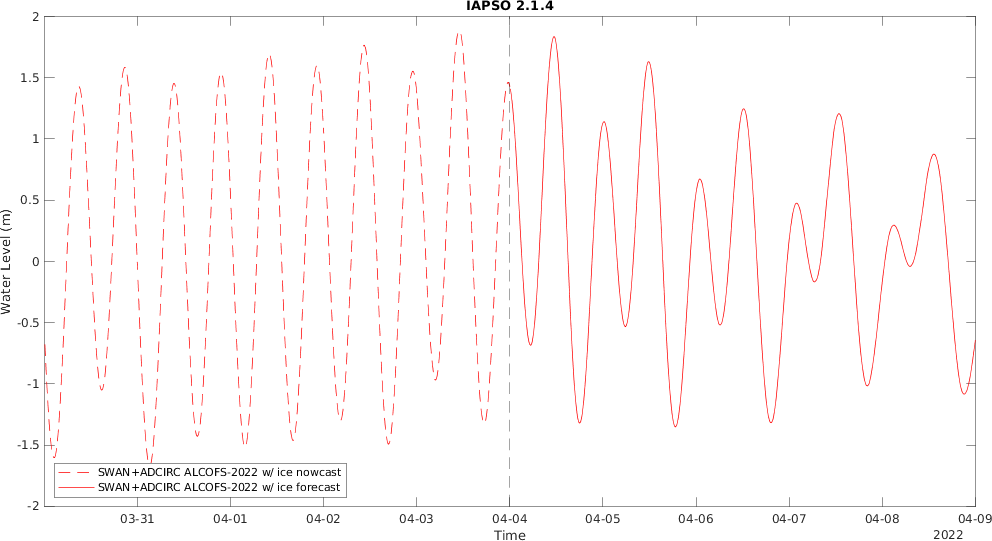 IAPSO 2.1.4
2
1.5
1
0.5
0
-0.5
-1
-1.5
-2
Water Level (m)
SWAN+ADCIRC ALCOFS-2022 w/ ice nowcast
SWAN+ADCIRC ALCOFS-2022 w/ ice forecast
03-31 04-01 04-02 04-03 04-04 04-05 04-06 04-07 04-08 04-09
Time
2022